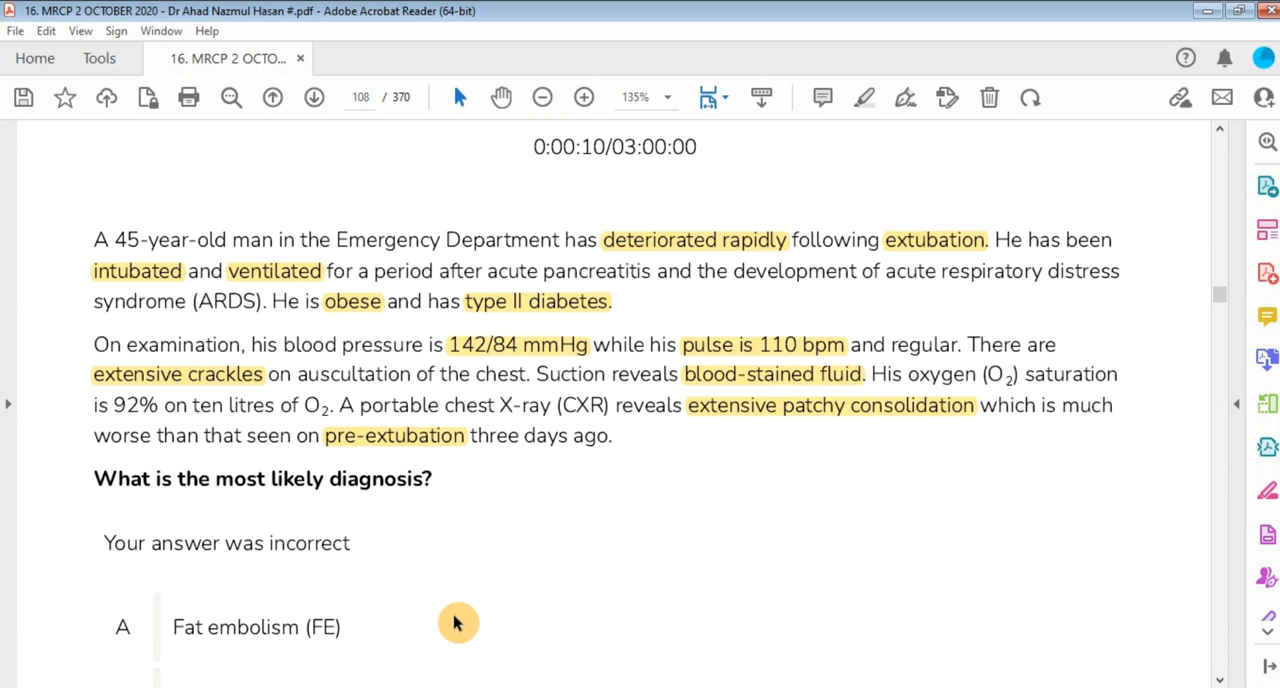 16. MRCP 2 OCTOBER 2020 - Dr Ahad Nazmul Hasan #.pdf - Adobe Acrobat Reader (64-bit)
File Edit View Sign Window Help
Home Tools 16. MRCP 2 OCTO... ×
108 / 370 135%
0:00:10/03:00:00
A 45-year-old man in the Emergency Department has deteriorated rapidly following extubation. He has been
intubated and ventilated for a period after acute pancreatitis and the development of acute respiratory distress
syndrome (ARDS). He is obese and has type II diabetes.
On examination, his blood pressure is 142/84 mmHg while his pulse is 110 bpm and regular. There are
extensive crackles on auscultation of the chest. Suction reveals blood-stained fluid. His oxygen (O₂) saturation
is 92% on ten litres of O₂. A portable chest X-ray (CXR) reveals extensive patchy consolidation which is much
worse than that seen on pre-extubation three days ago.
What is the most likely diagnosis?
Your answer was incorrect
A Fat embolism (FE)